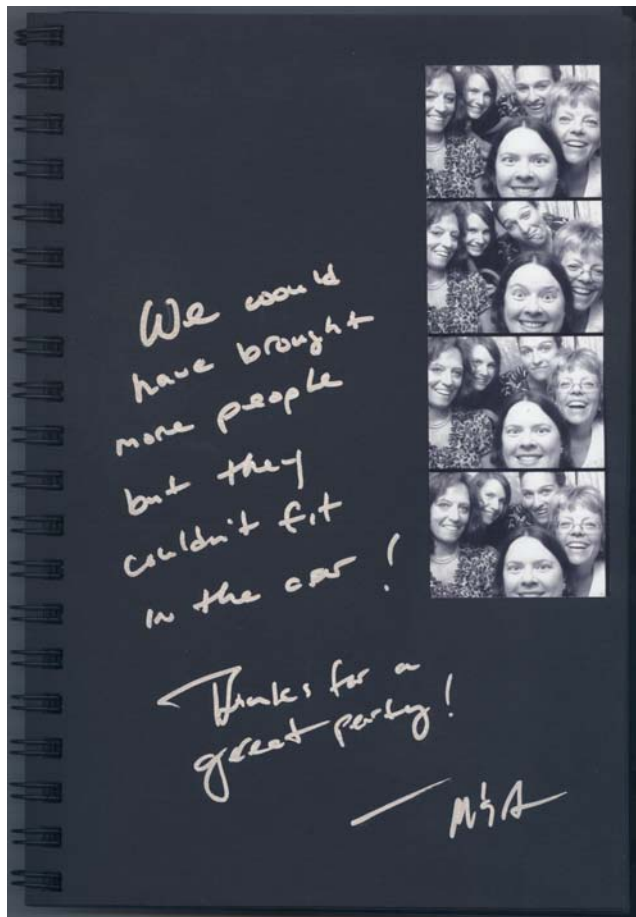 We would
have brought
more people
but they
couldn't fit
in the car!
Thanks for a
great party!
— M & A